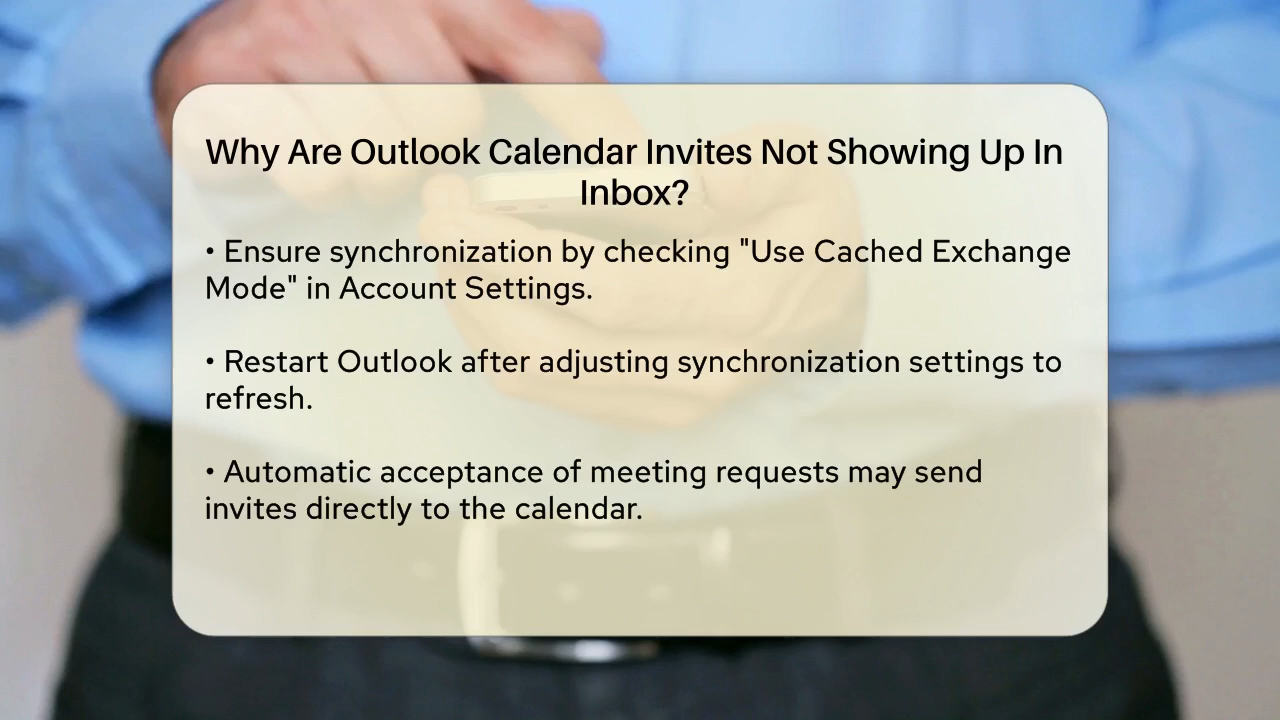 Why Are Outlook Calendar Invites Not Showing Up In
Inbox?
• Ensure synchronization by checking "Use Cached Exchange
Mode" in Account Settings.
• Restart Outlook after adjusting synchronization settings to
refresh.
• Automatic acceptance of meeting requests may send
invites directly to the calendar.